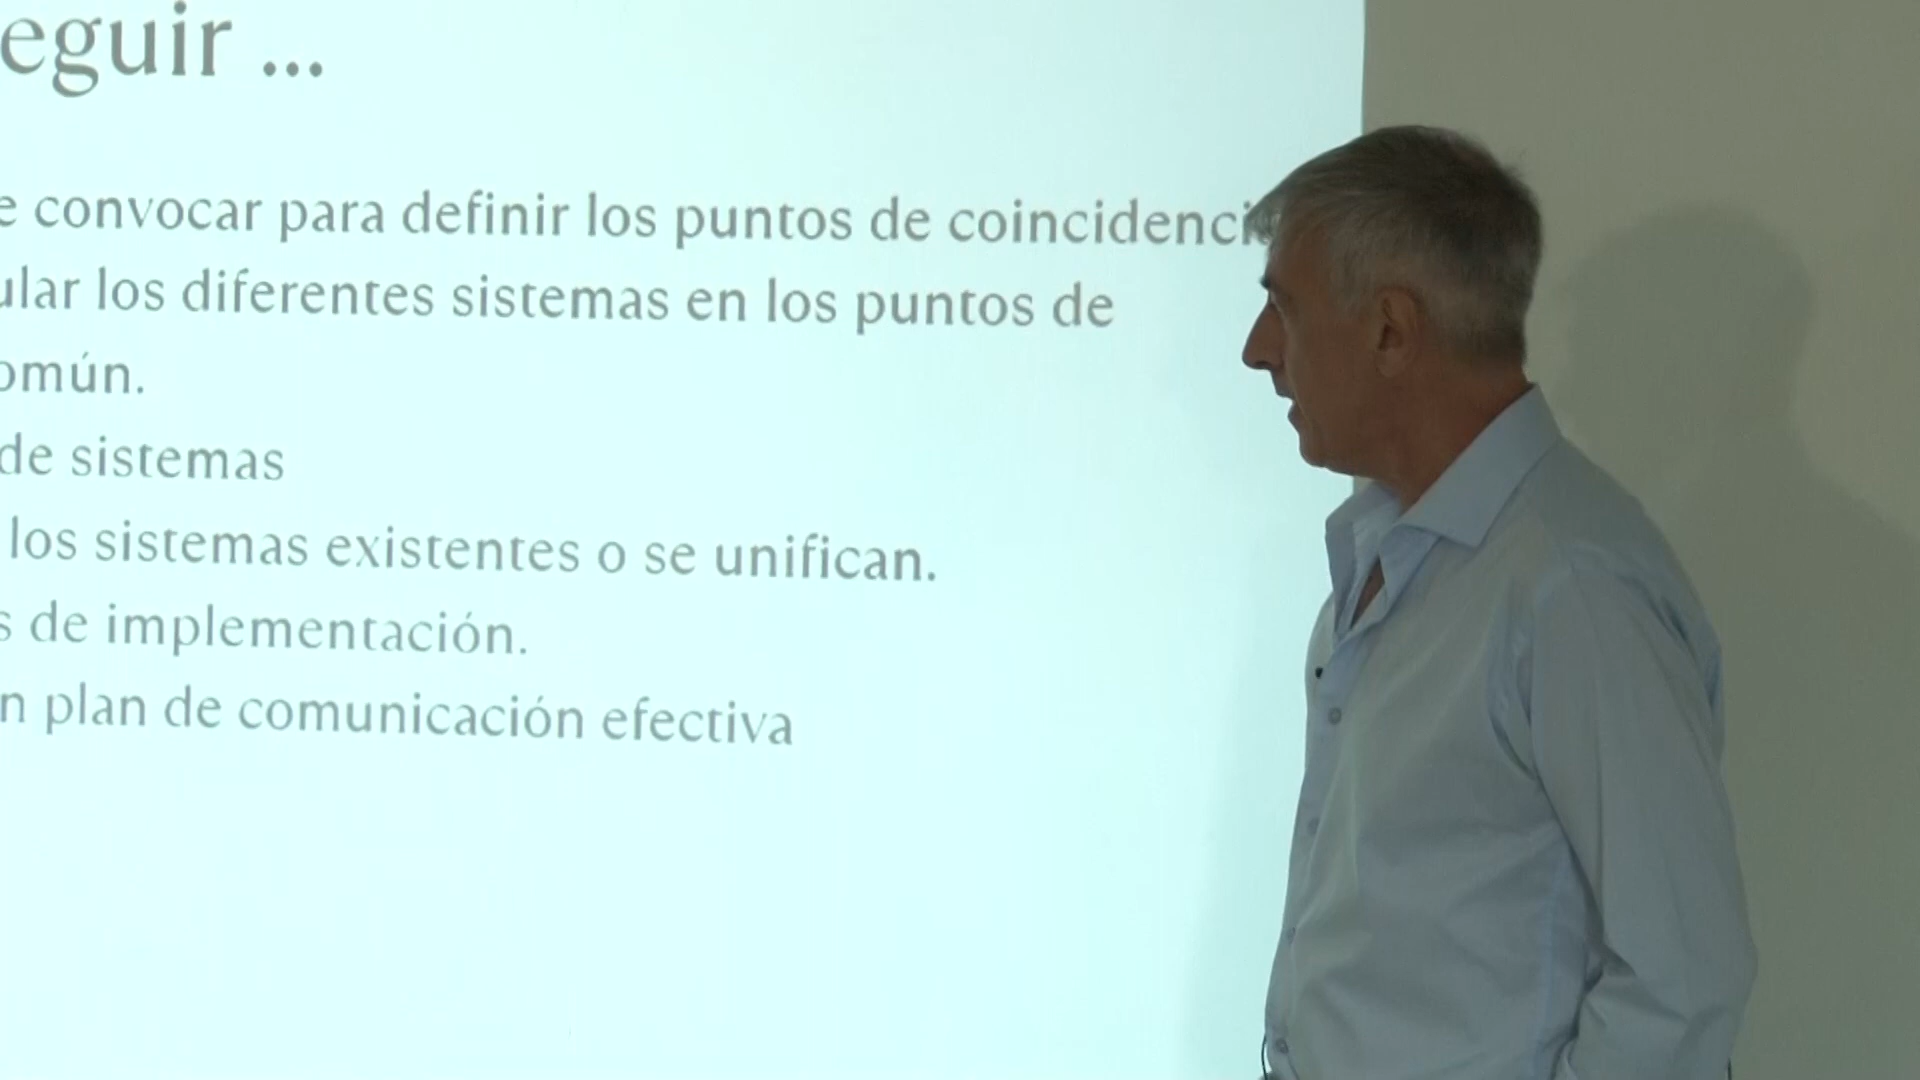 eguir ...
e convocar para definir los puntos de coincidenci
ular los diferentes sistemas en los puntos de
omún.
de sistemas
los sistemas existentes o se unifican.
s de implementación.
n plan de comunicación efectiva